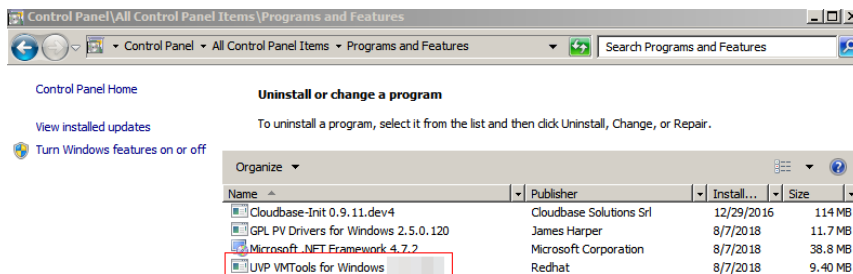 Control Panel\All Control Panel Items\Programs and Features
Control Panel ▾ All Control Panel Items ▾ Programs and Features
Search Programs and Features
Control Panel Home
Uninstall or change a program
View installed updates
To uninstall a program, select it from the list and then click Uninstall, Change, or Repair.
Turn Windows features on or off
Organize ▾
Name Publisher Install... Size
Cloudbase-Init 0.9.11.dev4 Cloudbase Solutions Srl 12/29/2016 114 MB
GPL PV Drivers for Windows 2.5.0.120 James Harper 8/7/2018 11.7 MB
Microsoft .NET Framework 4.7.2 Microsoft Corporation 8/7/2018 38.8 MB
UVP VMTools for Windows Redhat 8/7/2018 9.40 MB